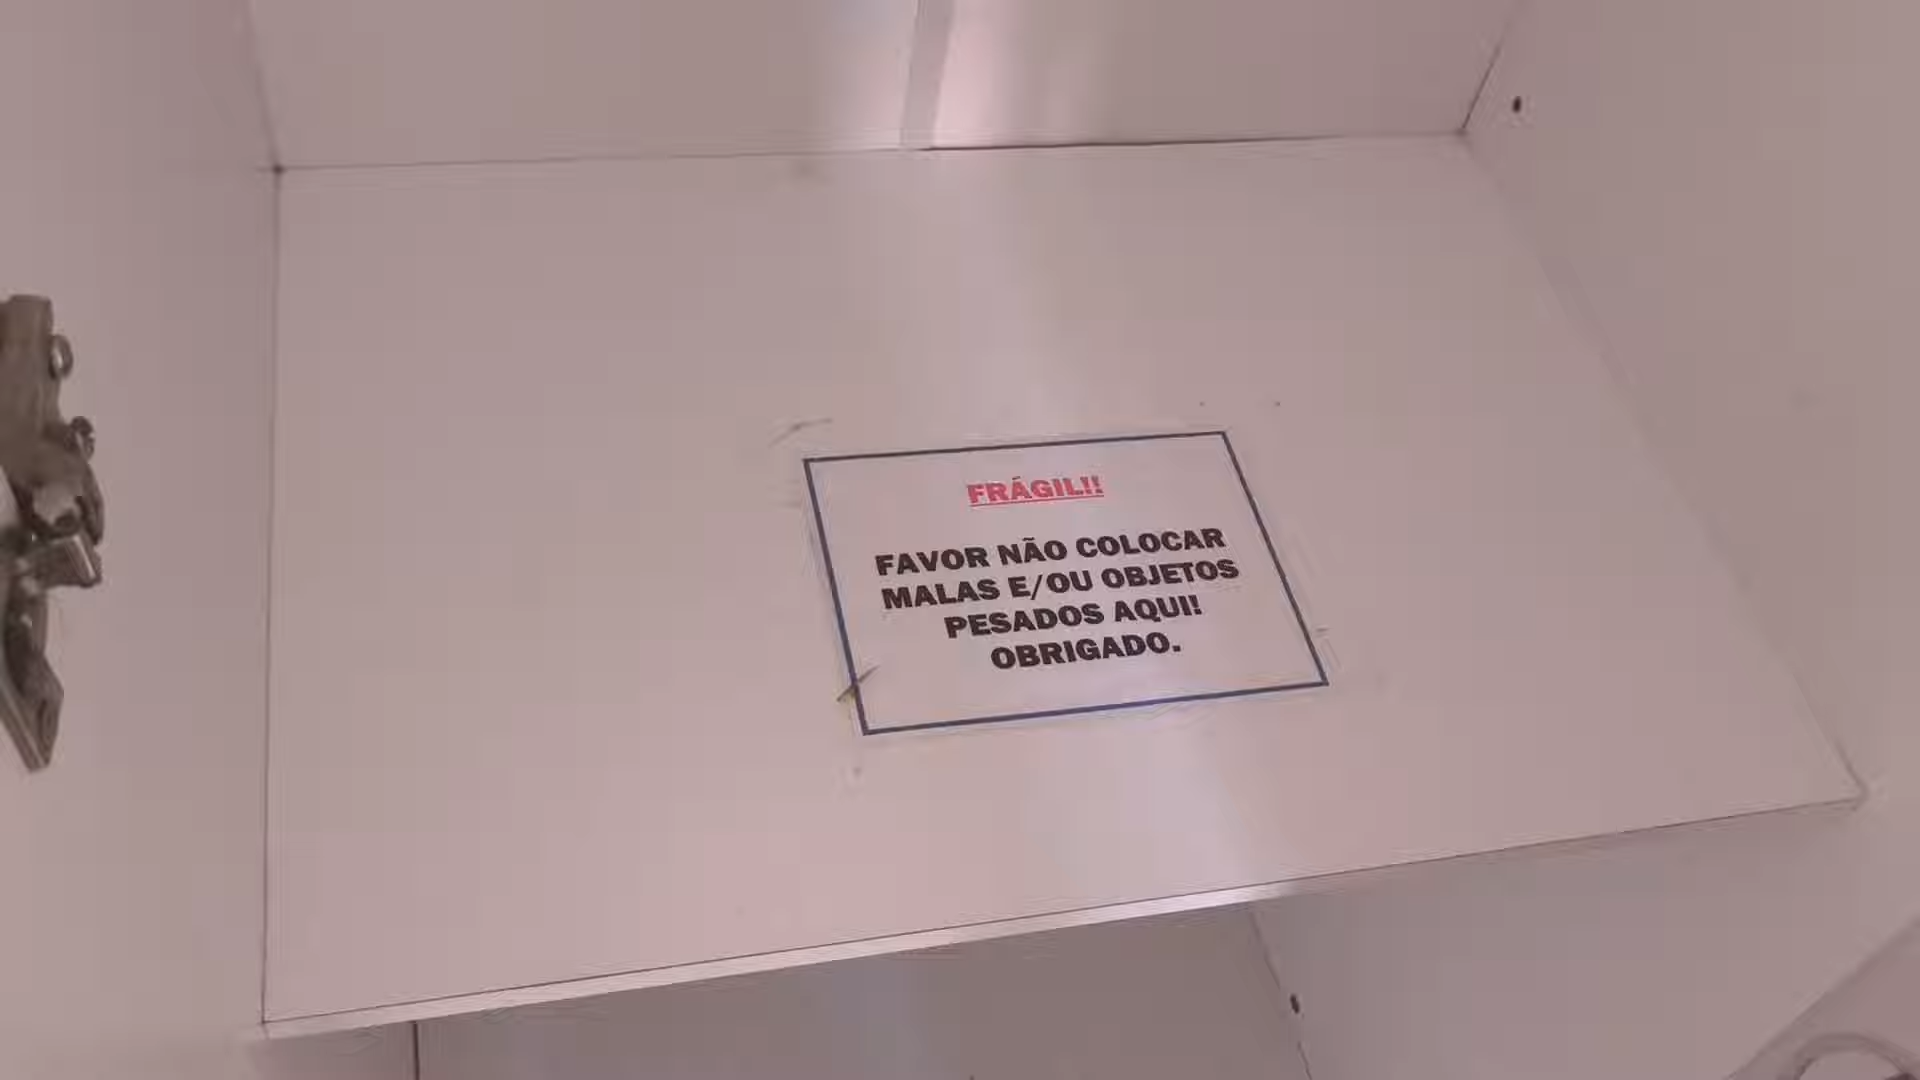 FRÁGIL!!
FAVOR NÃO COLOCAR
MALAS E/OU OBJETOS
PESADOS AQUI!
OBRIGADO.